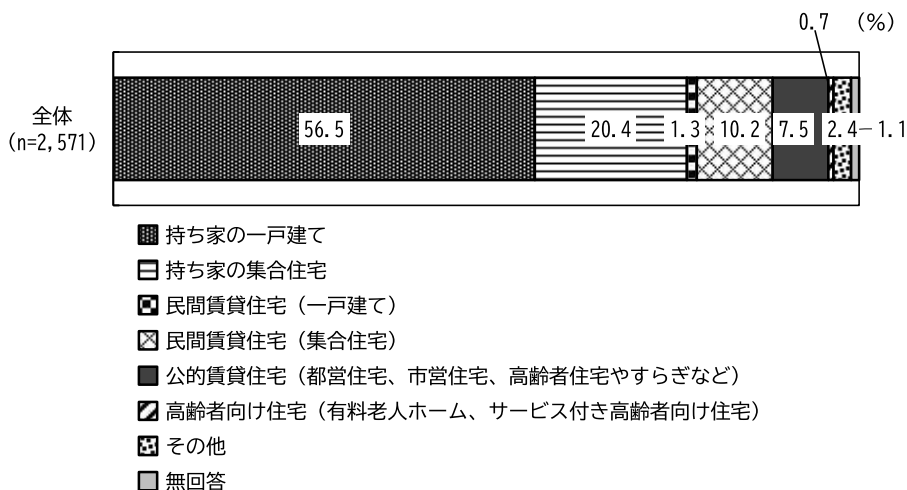 0.7 （%）
全体
(n=2,571)
56.5 20.4 1.3 10.2 7.5 2.4 1.1
持ち家の一戸建て
持ち家の集合住宅
民間賃貸住宅（一戸建て）
民間賃貸住宅（集合住宅）
公的賃貸住宅（都営住宅、市営住宅、高齢者住宅やすらぎなど）
高齢者向け住宅（有料老人ホーム、サービス付き高齢者向け住宅）
その他
無回答